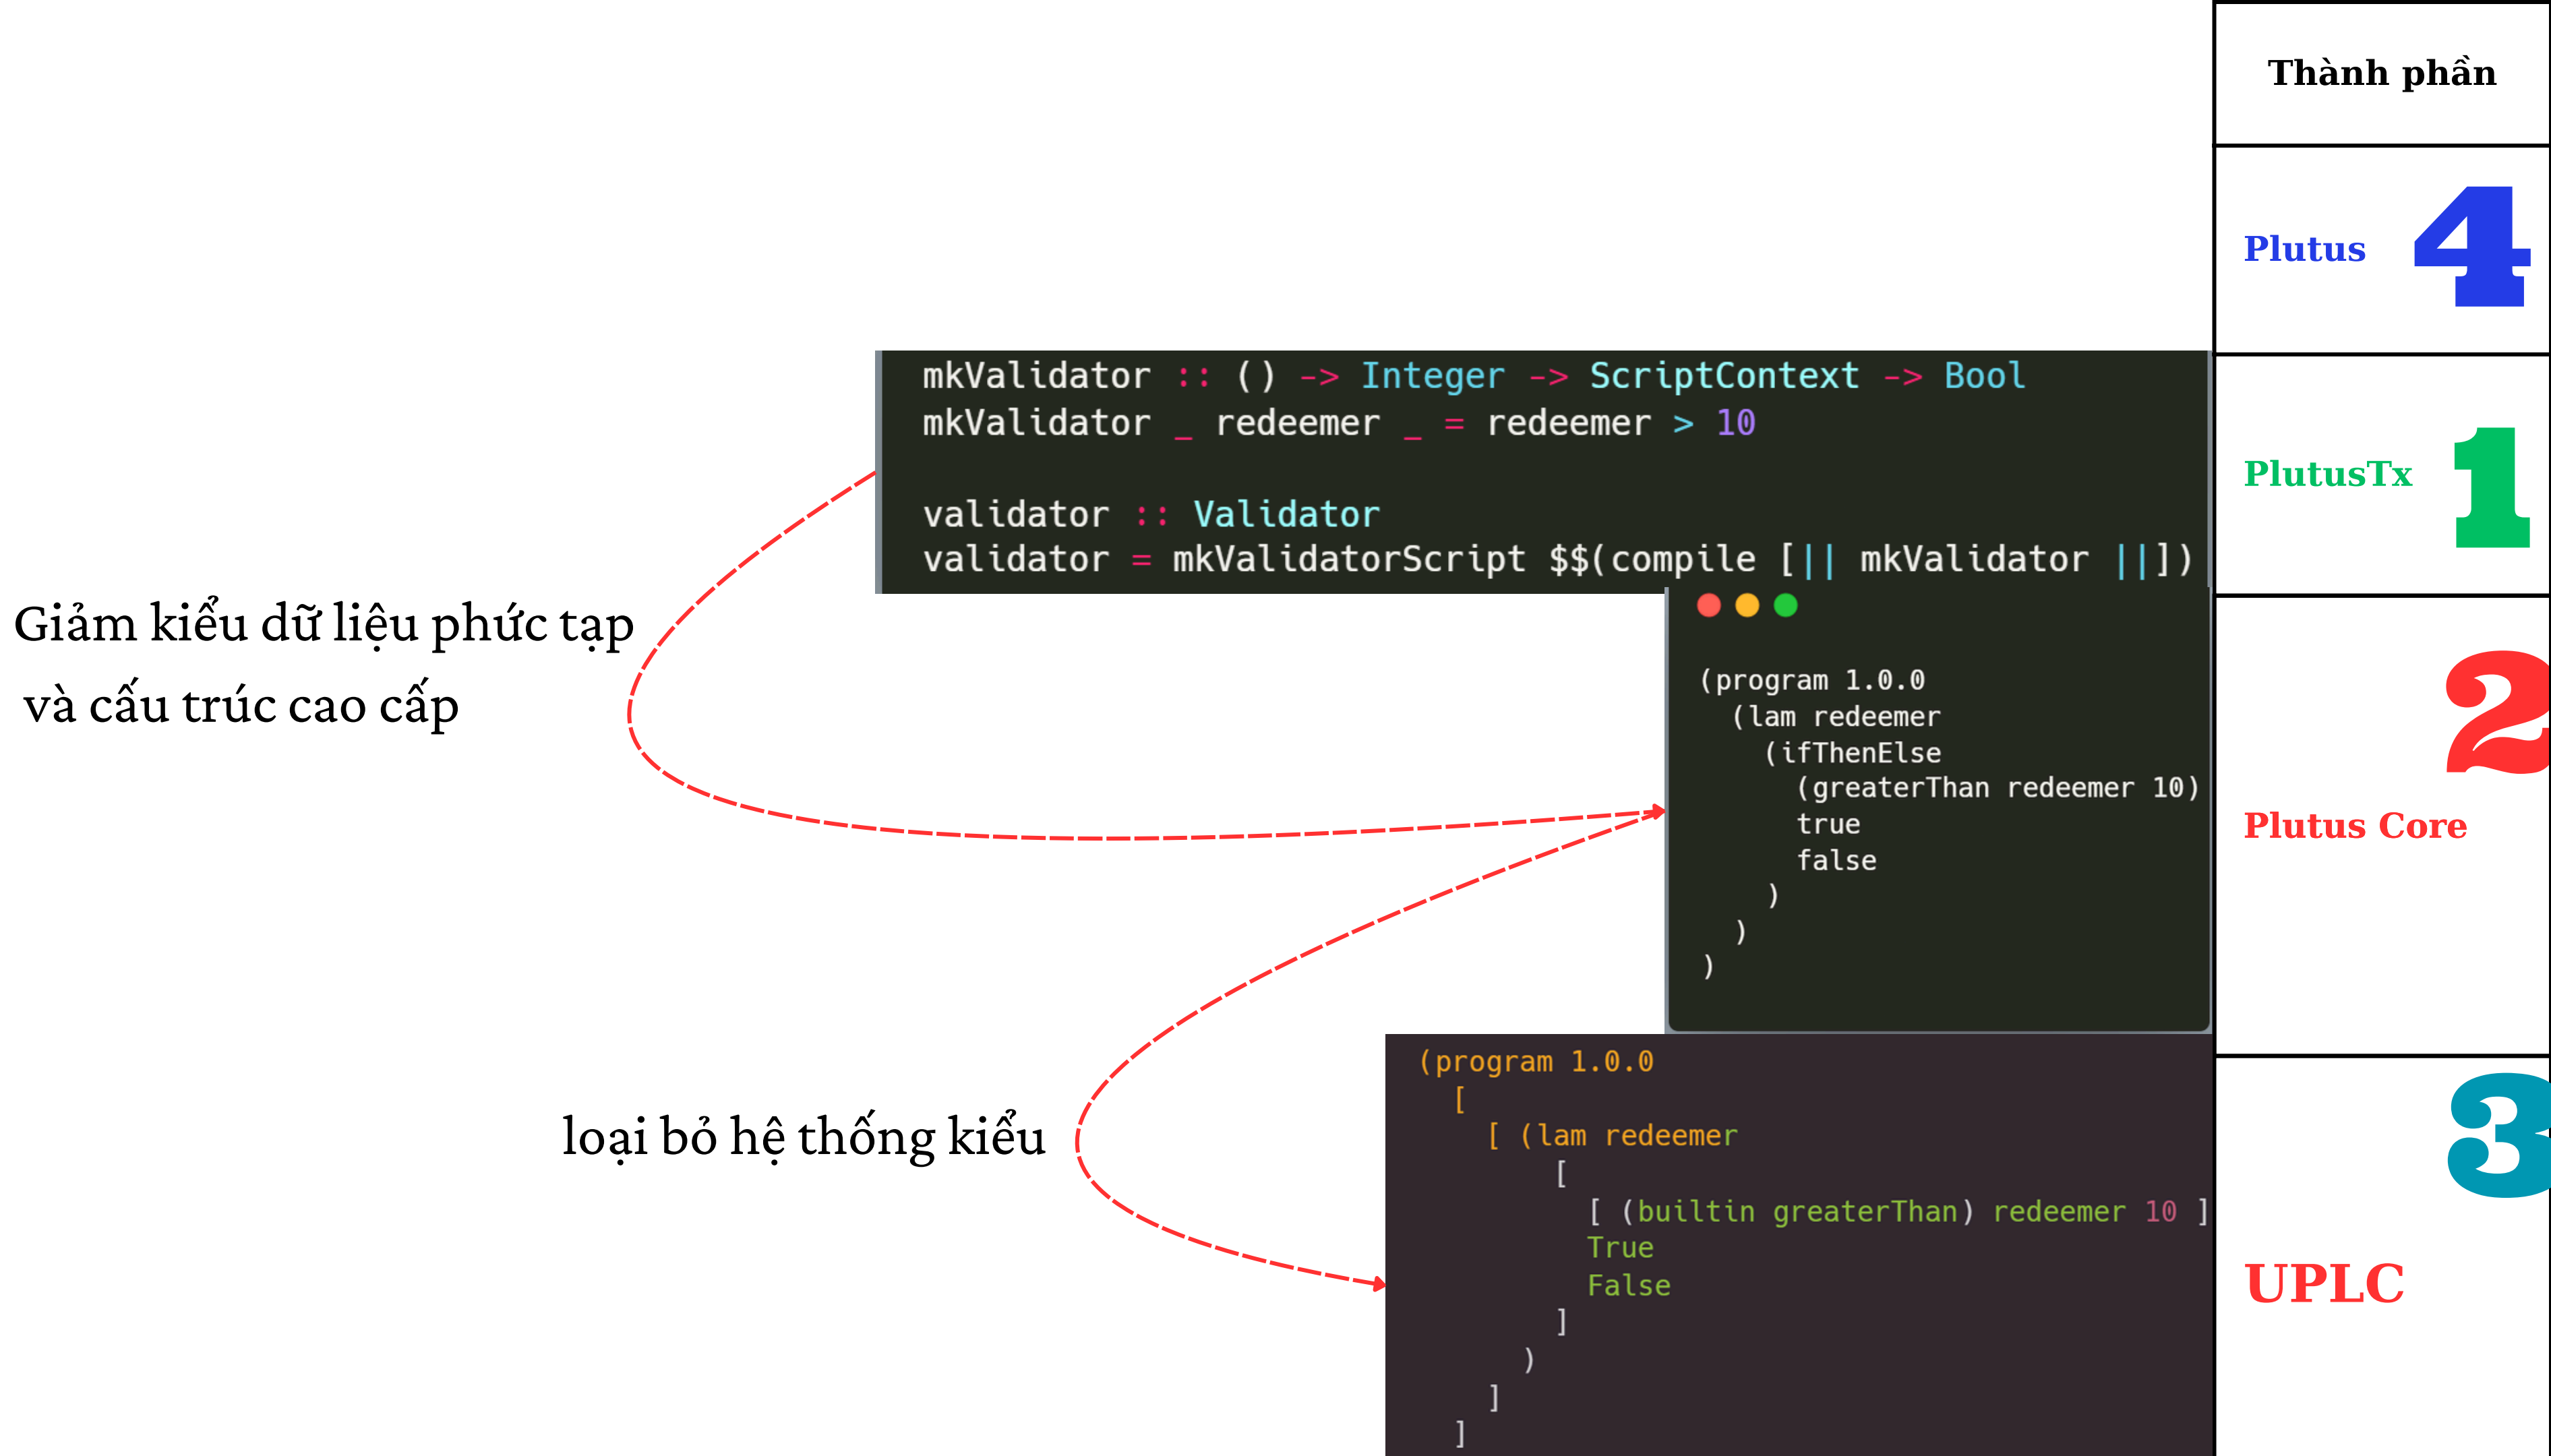 Thành phần
Plutus 4
mkValidator :: () -> Integer -> ScriptContext -> Bool
mkValidator _ redeemer _ = redeemer > 10
validator :: Validator
validator = mkValidatorScript $$(compile [|| mkValidator ||])
PlutusTx 1
Giảm kiểu dữ liệu phức tạp
và cấu trúc cao cấp
(program 1.0.0
(lam redeemer
(ifThenElse
(greaterThan redeemer 10)
true
false
)
)
)
2
Plutus Core
loại bỏ hệ thống kiểu
(program 1.0.0
[
[ (lam redeemer
[
[ (builtin greaterThan) redeemer 10 ]
True
False
]
)
]
]
3
UPLC